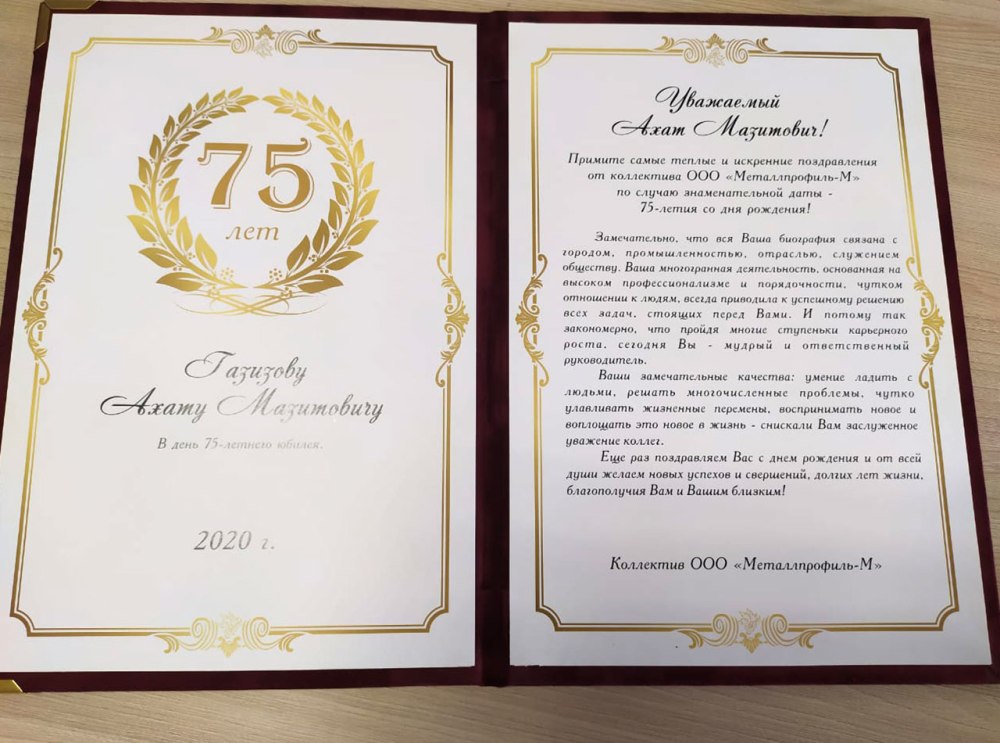 75
лет
Газизову
Ахату Мазитовичу
В день 75-летнего юбилея.
2020 г.
Уважаемый
Ахат Мазитович!
Примите самые теплые и искренние поздравления
от коллектива ООО «Металлпрофиль-М»
по случаю знаменательной даты -
75-летия со дня рождения!
Замечательно, что вся Ваша биография связана с
городом, промышленностью, отраслью, служением
обществу. Ваша многогранная деятельность, основанная на
высоком профессионализме и порядочности, чутком
отношении к людям, всегда приводила к успешному решению
всех задач, стоящих перед Вами. И потому так
закономерно, что пройдя многие ступеньки карьерного
роста, сегодня Вы - мудрый и ответственный
руководитель.
Ваши замечательные качества: умение ладить с
людьми, решать многочисленные проблемы, чутко
улавливать жизненные перемены, воспринимать новое и
воплощать это новое в жизнь - снискали Вам заслуженное
уважение коллег.
Еще раз поздравляем Вас с днем рождения и от всей
души желаем новых успехов и свершений, долгих лет жизни,
благополучия Вам и Вашим близким!
Коллектив ООО «Металлпрофиль-М»